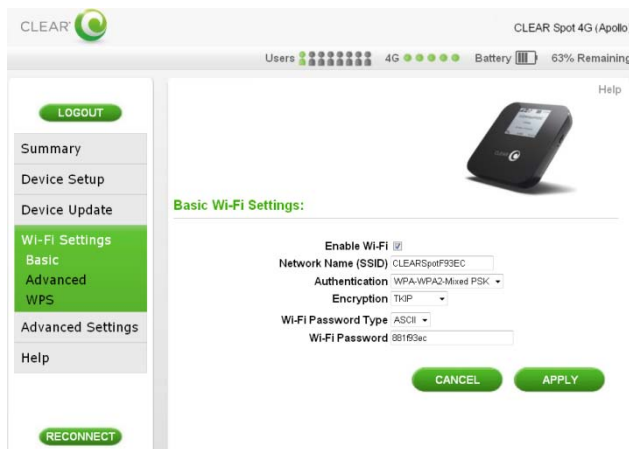 CLEAR
CLEAR Spot 4G (Apollo)
Users 4G Battery 63% Remaining
Help
LOGOUT
Summary
Device Setup
Device Update
Wi-Fi Settings
Basic
Advanced
WPS
Advanced Settings
Help
RECONNECT
CLEAR
Basic Wi-Fi Settings:
Enable Wi-Fi
Network Name (SSID) CLEARSpotF93EC
Authentication WPA-WPA2-Mixed PSK
Encryption TKIP
Wi-Fi Password Type ASCII
Wi-Fi Password 881f93ec
CANCEL APPLY